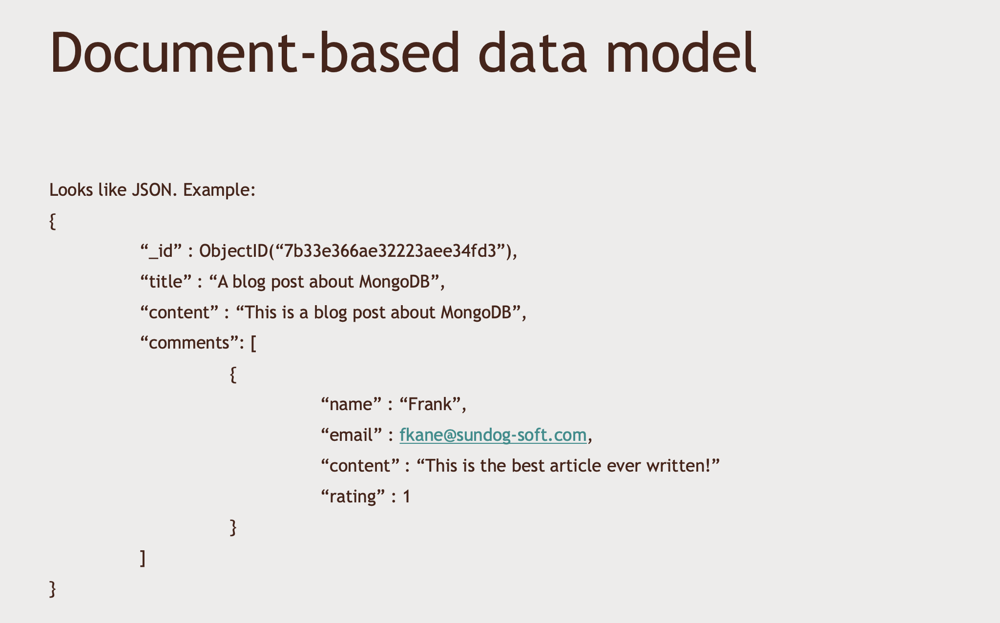 Document-based data model
Looks like JSON. Example:
{
“_id” : ObjectID(“7b33e366ae32223aee34fd3”),
“title” : “A blog post about MongoDB”,
“content” : “This is a blog post about MongoDB”,
“comments”: [
{
“name” : “Frank”,
“email” : fkane@sundog-soft.com,
“content” : “This is the best article ever written!”
“rating” : 1
}
]
}